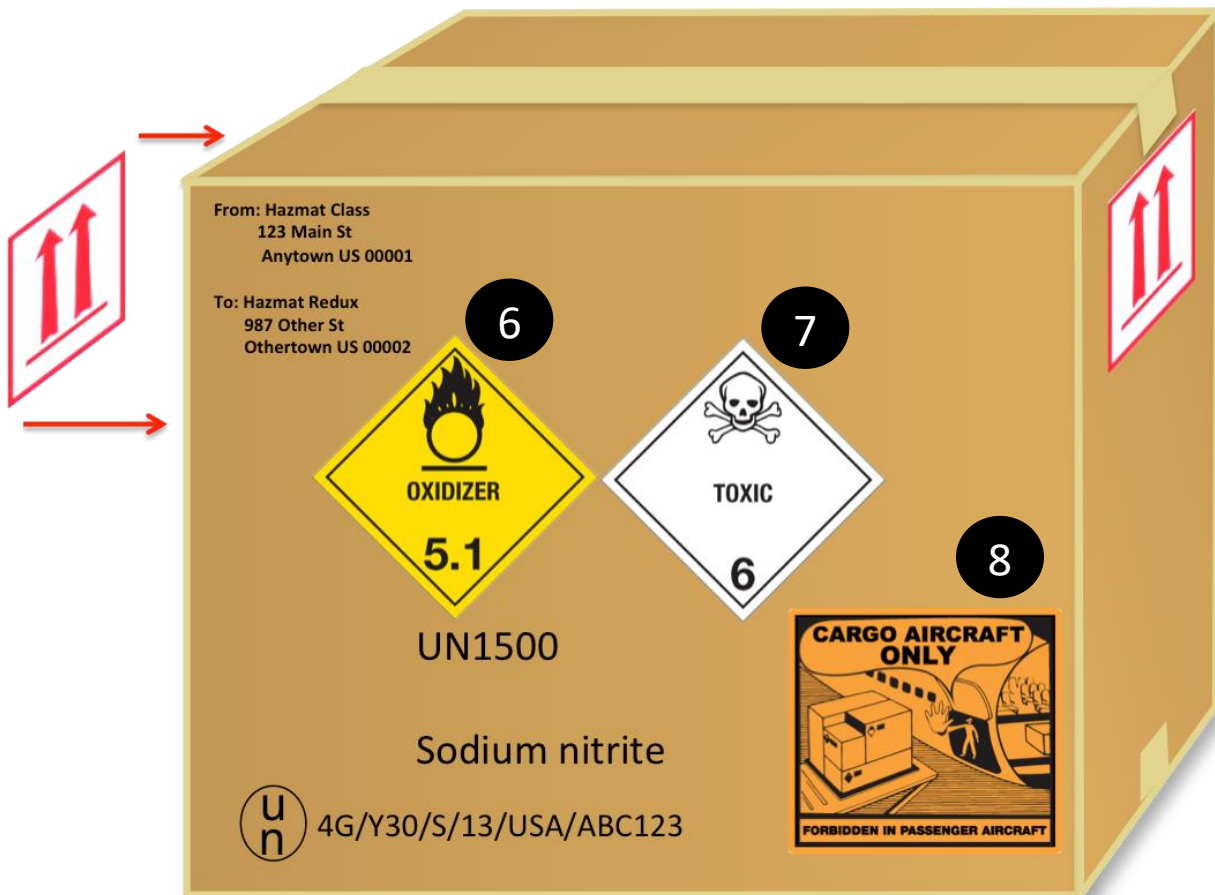 From: Hazmat Class
123 Main St
Anytown US 00001
To: Hazmat Redux
987 Other St
Othertown US 00002
6
7
OXIDIZER
5.1
TOXIC
6
8
UN1500
CARGO AIRCRAFT
ONLY
Sodium nitrite
un
4G/Y30/S/13/USA/ABC123
FORBIDDEN IN PASSENGER AIRCRAFT